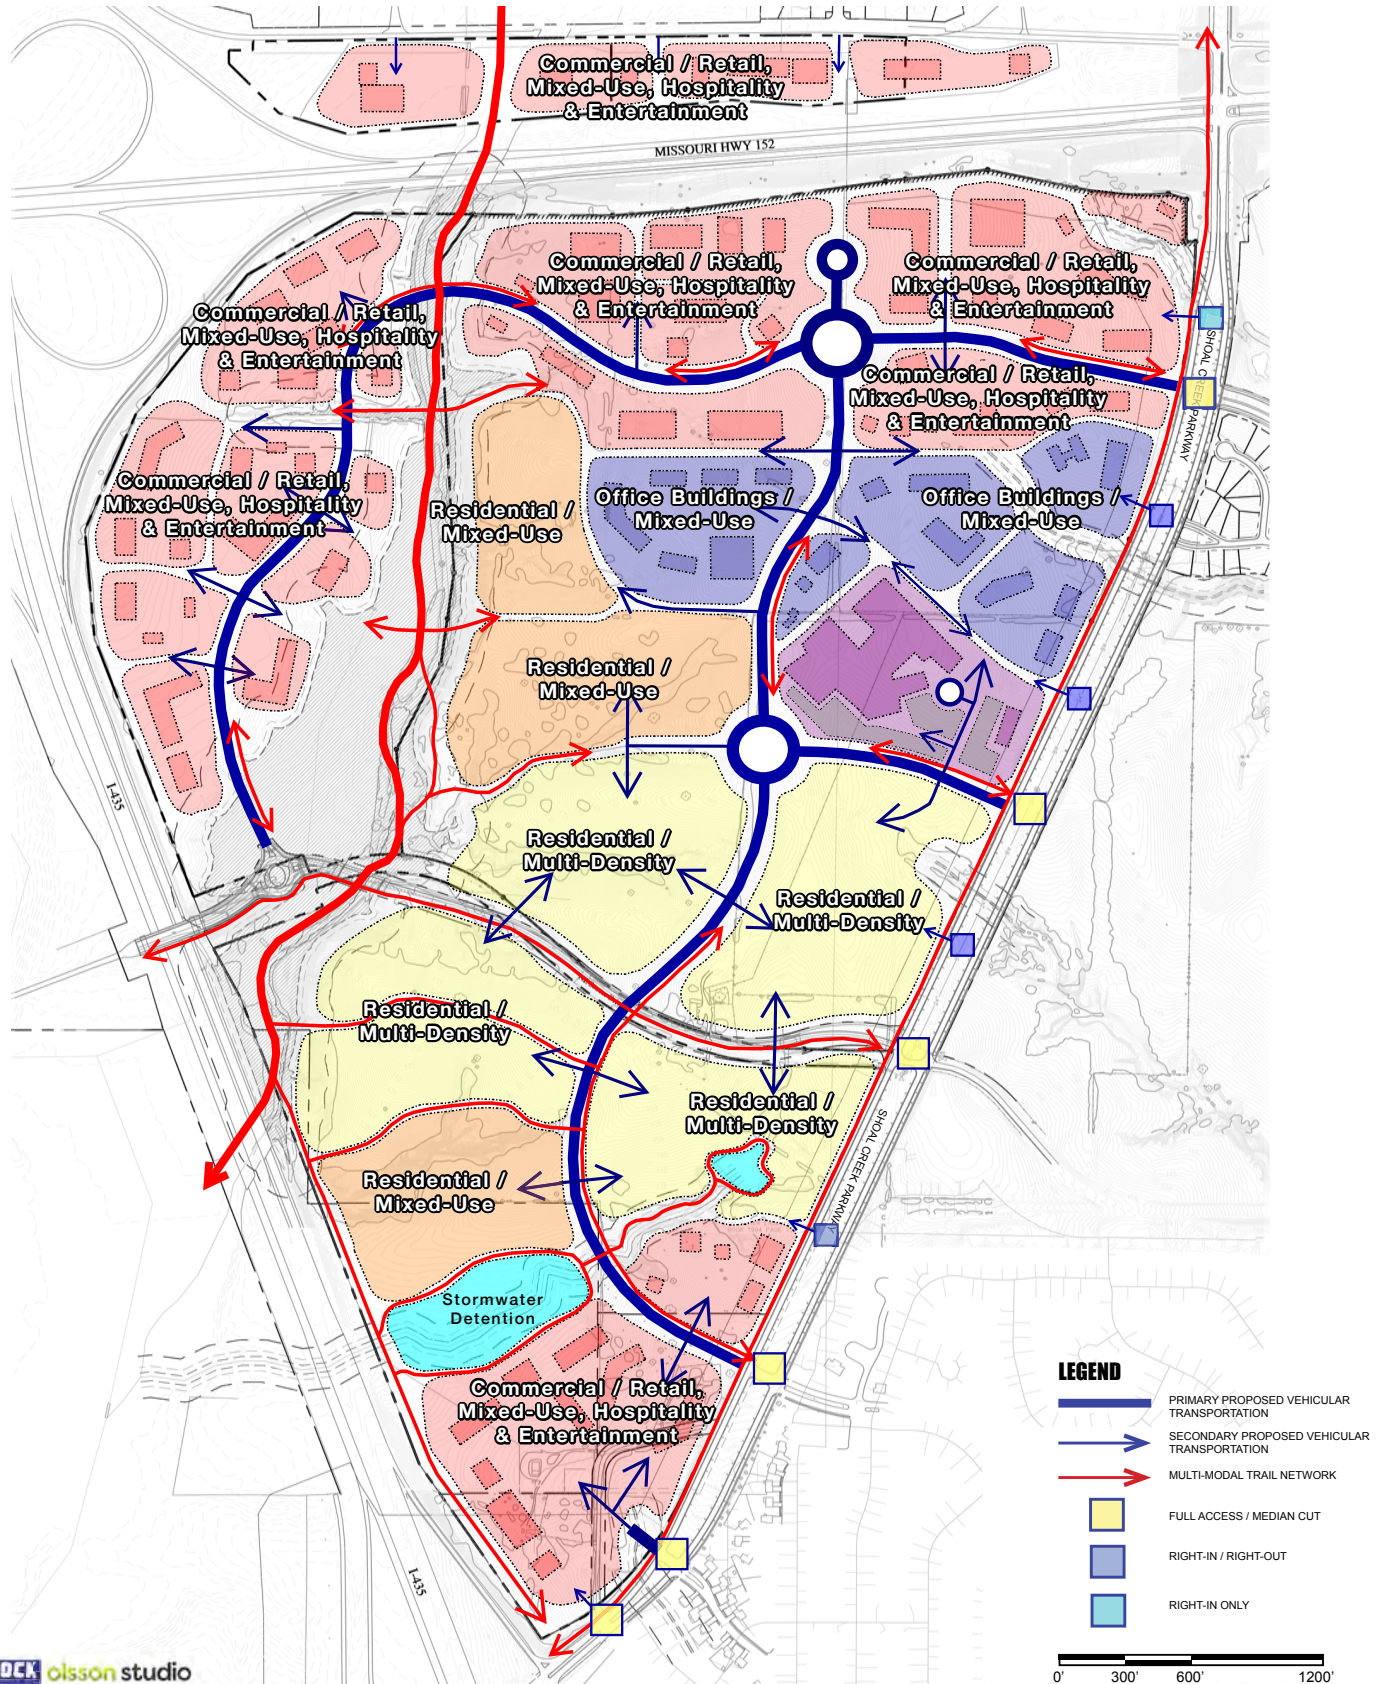 Commercial / Retail,
Mixed-Use, Hospitality
& Entertainment
MISSOURI HWY 152
Commercial / Retail,
Mixed-Use, Hospitality
& Entertainment
Commercial / Retail,
Mixed-Use, Hospitality
& Entertainment
Commercial / Retail,
Mixed-Use, Hospitality
& Entertainment
SHOAL CREEK PARKWAY
Commercial / Retail,
Mixed-Use, Hospitality
& Entertainment
Commercial / Retail,
Mixed-Use, Hospitality
& Entertainment
Residential /
Mixed-Use
Office Buildings /
Mixed-Use
Office Buildings /
Mixed-Use
Residential /
Mixed-Use
I-435
Residential /
Multi-Density
Residential /
Multi-Density
Residential /
Multi-Density
Residential /
Multi-Density
SHOAL CREEK PARKWAY
Residential /
Mixed-Use
Stormwater
Detention
Commercial / Retail,
Mixed-Use, Hospitality
& Entertainment
I-435
LEGEND
PRIMARY PROPOSED VEHICULAR
TRANSPORTATION
SECONDARY PROPOSED VEHICULAR
TRANSPORTATION
MULTI-MODAL TRAIL NETWORK
FULL ACCESS / MEDIAN CUT
RIGHT-IN / RIGHT-OUT
RIGHT-IN ONLY
0' 300' 600' 1200'
olsson studio